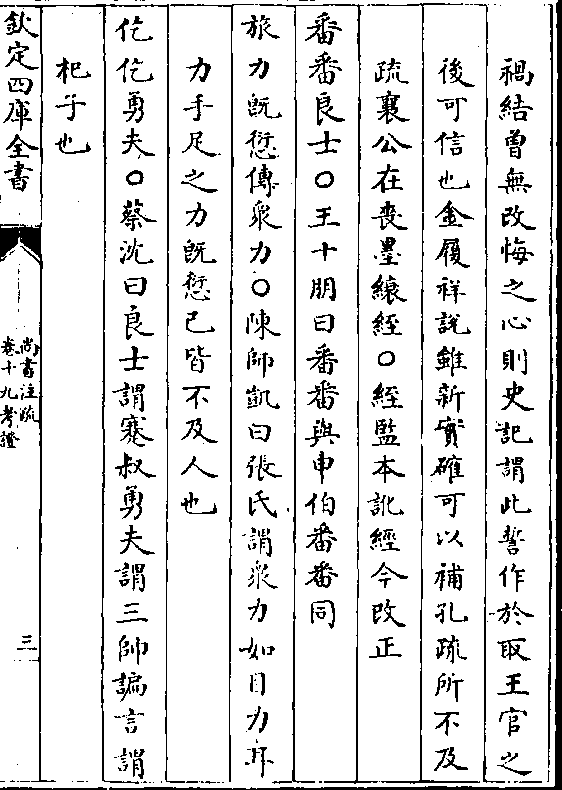 禍結曽無改悔之心則史記謂此誓作於取王官之
後可信也金履祥說雖新實確可以補孔疏所不及
疏襄公在喪墨縗絰○絰監本訛經今改正
番番良士○王十朋曰番番與申伯番番同
旅力既愆傳衆力○陳師凱曰張氏謂衆力如目力耳
力手足之力既愆己皆不及人也
仡仡勇夫○蔡沈曰良士謂蹇叔勇夫謂三帥諞言謂
杞子也
欽定四庫全書
尚書注疏
卷十九考證
三